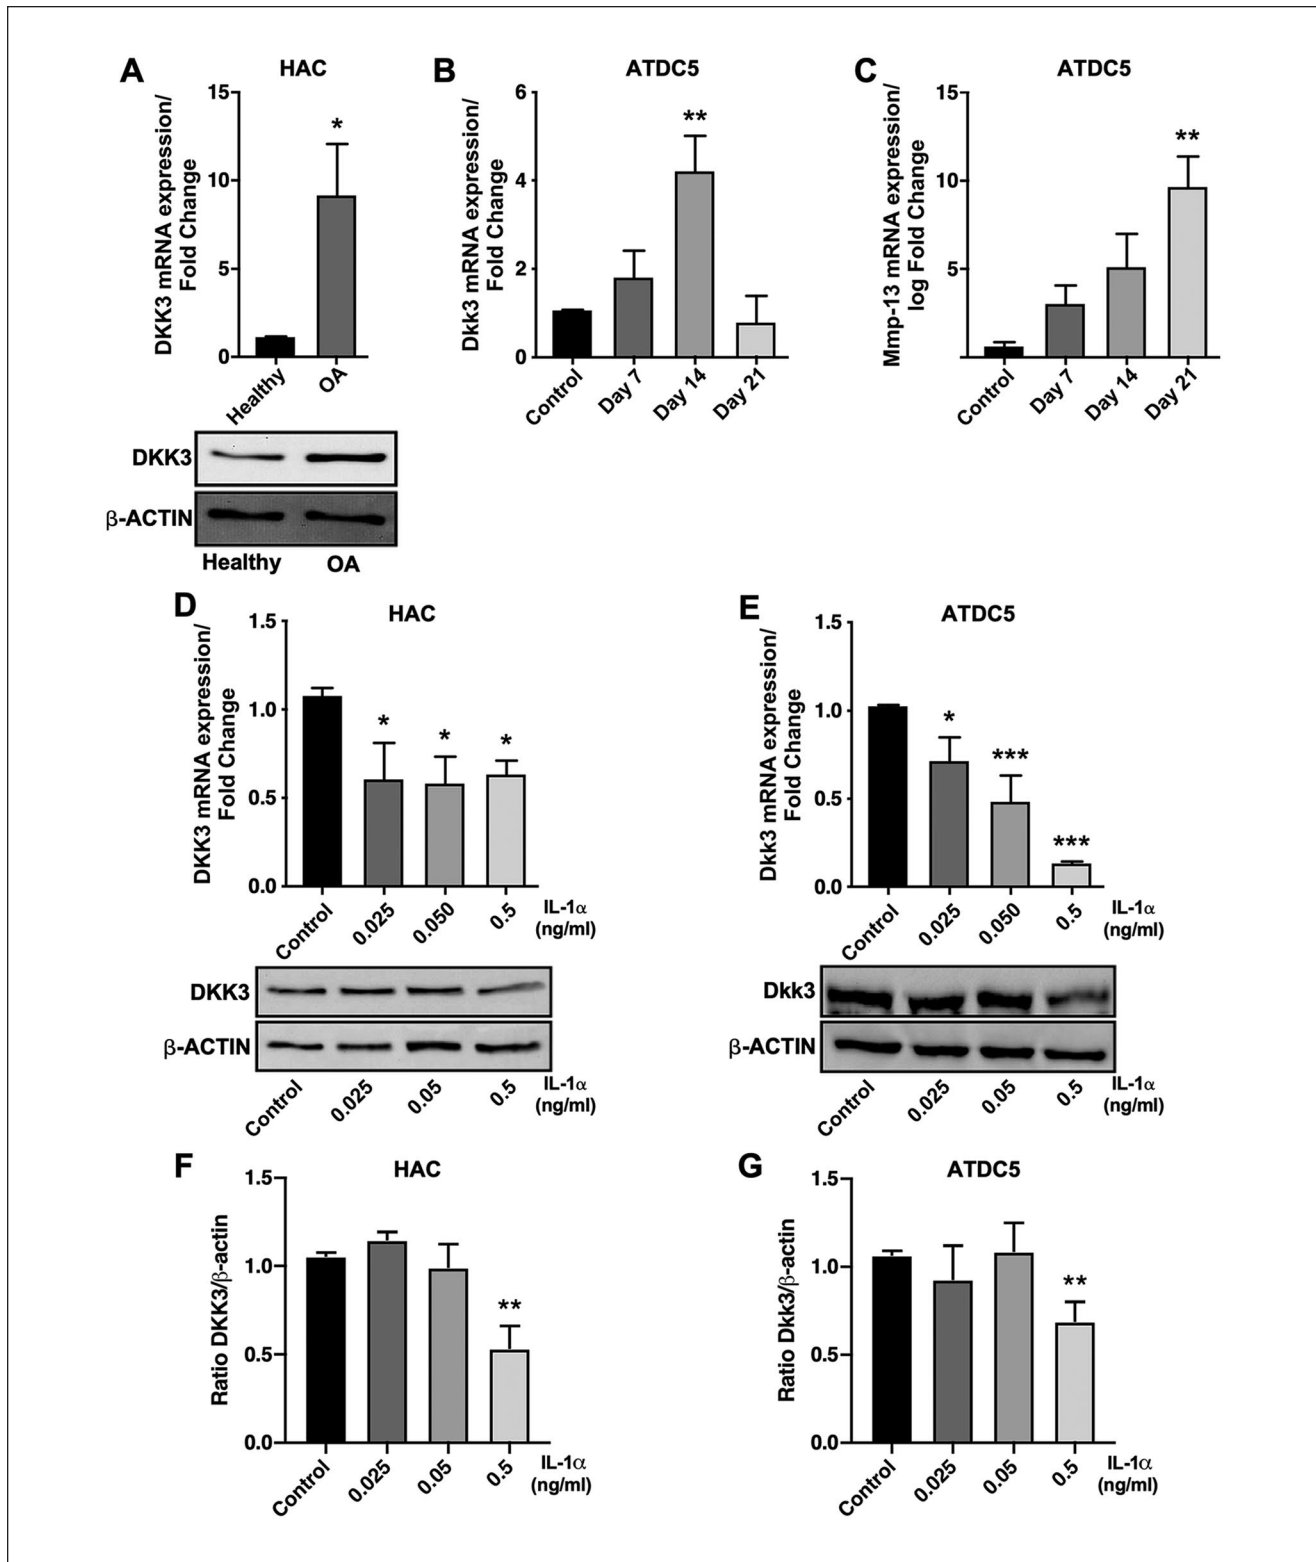 A
HAC
DKK3 mRNA expression/
Fold Change
15
10
5
0
*
Healthy
OA
DKK3
β-ACTIN
Healthy
OA
B
ATDC5
Dkk3 mRNA expression/
Fold Change
6
4
2
0
**
Control
Day 7
Day 14
Day 21
C
ATDC5
Mmp-13 mRNA expression/
log Fold Change
15
10
5
**
Control
Day 7
Day 14
Day 21
D
HAC
DKK3 mRNA expression/
Fold Change
1.5
1.0
0.5
0.0
*
*
*
Control
0.025
0.050
0.5
IL-1α
(ng/ml)
DKK3
β-ACTIN
Control
0.025
0.05
0.5
IL-1α
(ng/ml)
E
ATDC5
Dkk3 mRNA expression/
Fold Change
1.5
1.0
0.5
0.0
*
***
***
Control
0.025
0.050
0.5
IL-1α
(ng/ml)
Dkk3
β-ACTIN
Control
0.025
0.05
0.5
IL-1α
(ng/ml)
F
HAC
Ratio DKK3/β-actin
1.5
1.0
0.5
0.0
**
Control
0.025
0.05
0.5
IL-1α
(ng/ml)
G
ATDC5
Ratio Dkk3/β-actin
1.5
1.0
0.5
0.0
**
Control
0.025
0.05
0.5
IL-1α
(ng/ml)